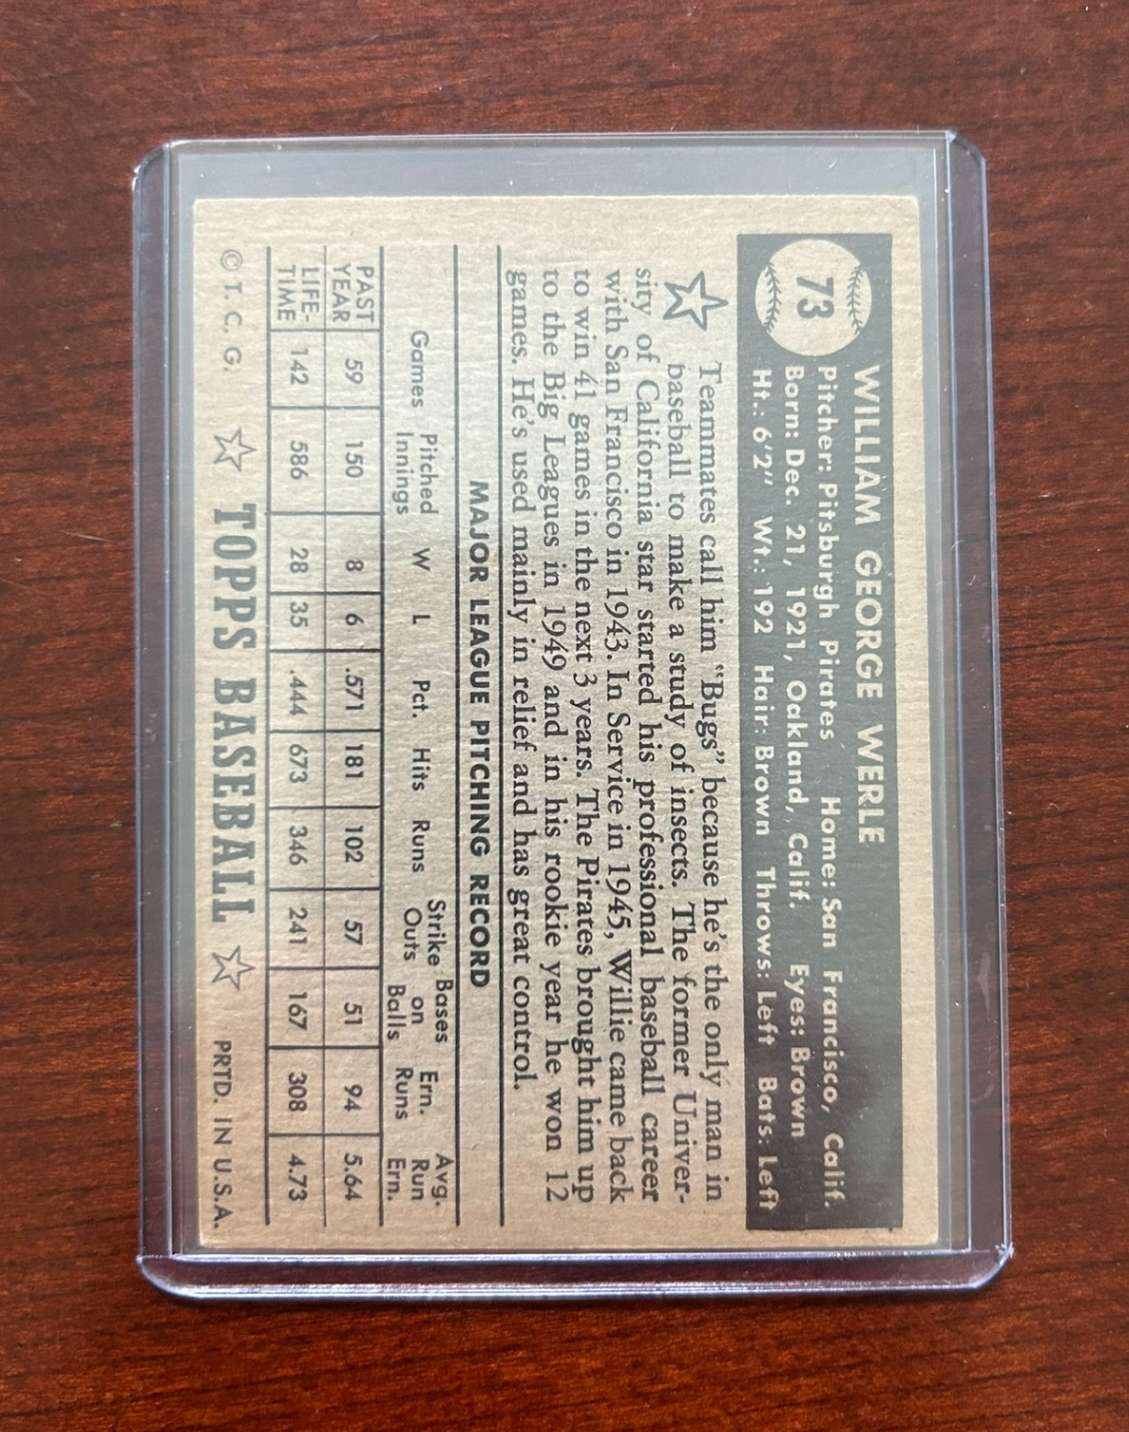 73
WILLIAM GEORGE WERLE
Pitcher: Pitsburgh Pirates Home: San Francisco, Calif.
Born: Dec. 21, 1921, Oakland, Calif. Eyes: Brown
Ht.: 6'2" Wt.: 192 Hair: Brown Throws: Left Bats: Left
Teammates call him "Bugs" because he's the only man in
baseball to make a study of insects. The former Univer-
sity of California star started his professional baseball career
with San Francisco in 1943. In Service in 1945, Willie came back
to win 41 games in the next 3 years. The Pirates brought him up
to the Big Leagues in 1949 and in his rookie year he won 12
games. He's used mainly in relief and has great control.
MAJOR LEAGUE PITCHING RECORD
Games Pitched Innings W L Pct. Hits Runs Strike Outs Bases on Balls Ern. Runs Avg. Run Ern.
PAST YEAR 59 150 8 6 .571 181 102 57 51 94 5.64
LIFE-TIME 142 586 28 35 .444 673 346 241 167 308 4.73
© T. C. G. TOPPS BASEBALL PRTD. IN U.S.A.